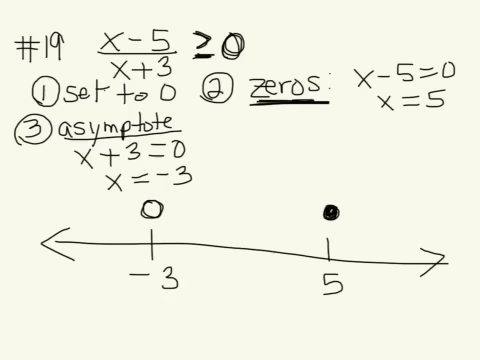 #19 x-5/x+3 ≥ 0
① set to 0
② zeros: x-5=0
x=5
③ asymptote
x+3=0
x=-3
-3 5